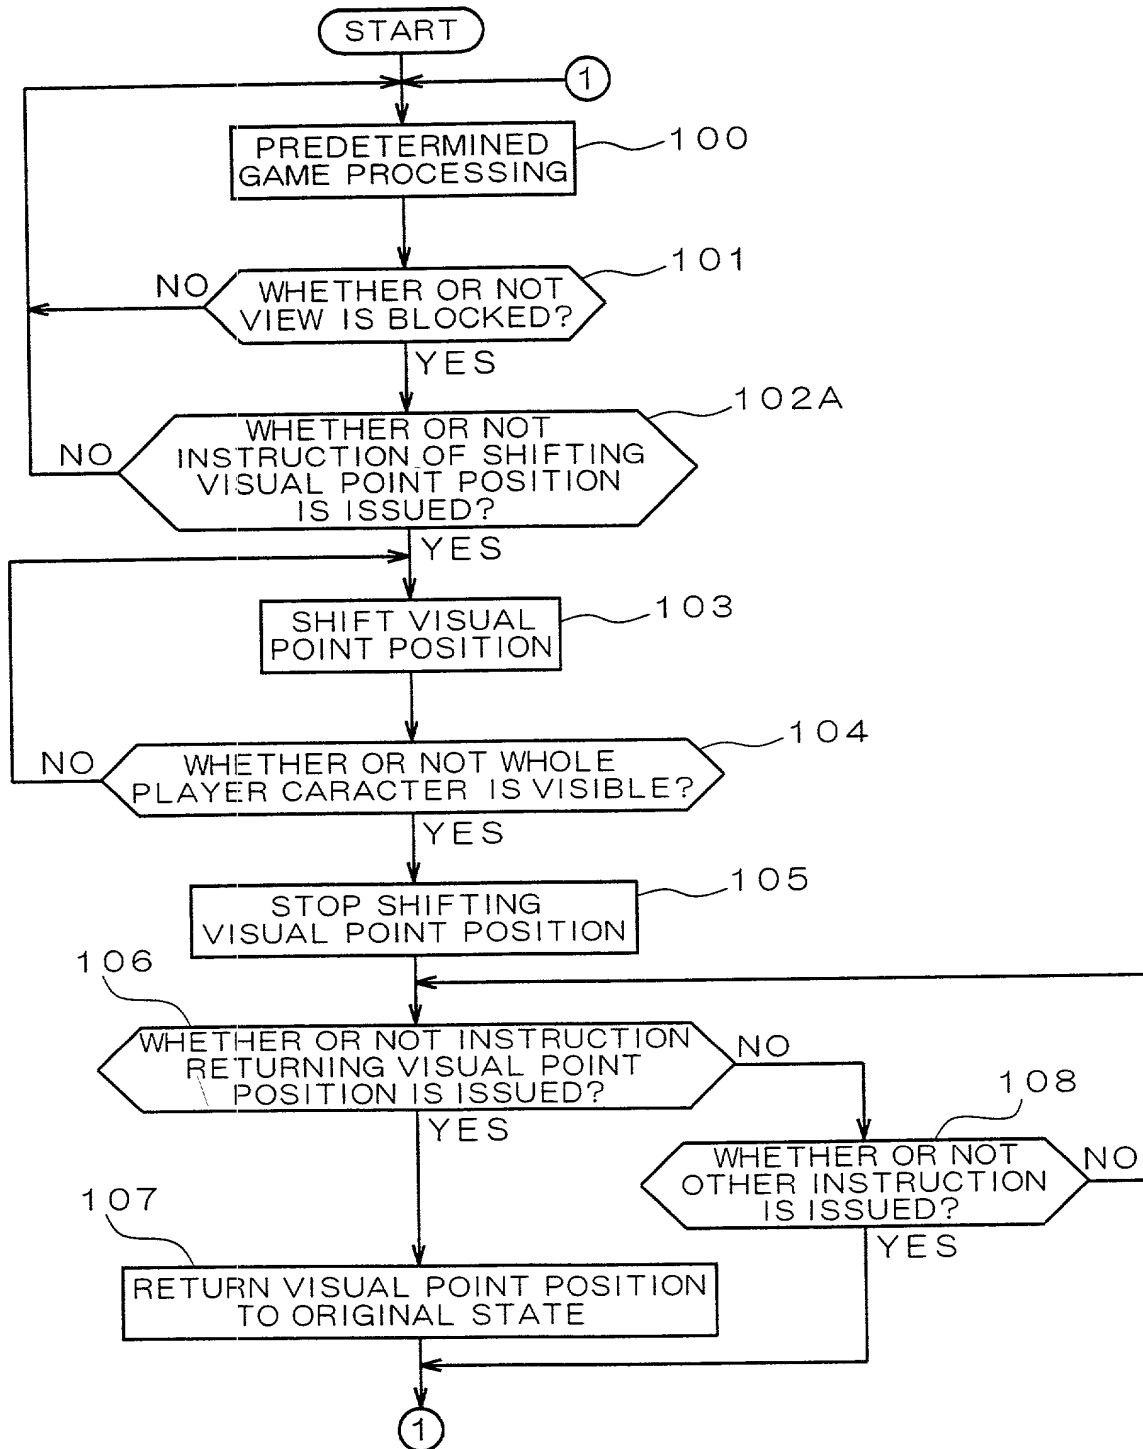 START
1
PREDETERMINED
GAME PROCESSING
100
101
NO
WHETHER OR NOT
VIEW IS BLOCKED?
YES
102A
NO
WHETHER OR NOT
INSTRUCTION OF SHIFTING
VISUAL POINT POSITION
IS ISSUED?
YES
SHIFT VISUAL
POINT POSITION
103
104
NO
WHETHER OR NOT WHOLE
PLAYER CARACTER IS VISIBLE?
YES
105
STOP SHIFTING
VISUAL POINT POSITION
106
WHETHER OR NOT INSTRUCTION
RETURNING VISUAL POINT
POSITION IS ISSUED?
NO
YES
108
WHETHER OR NOT
OTHER INSTRUCTION
IS ISSUED?
NO
YES
107
RETURN VISUAL POINT POSITION
TO ORIGINAL STATE
1